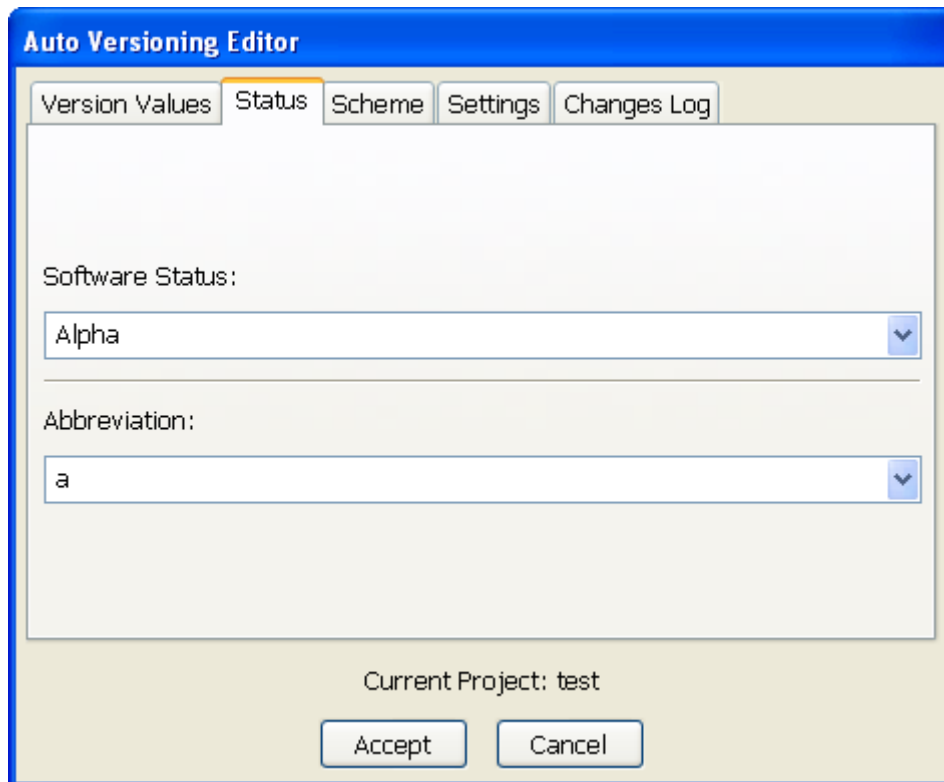 Auto Versioning Editor
Version Values Status Scheme Settings Changes Log
Software Status:
Alpha
Abbreviation:
a
Current Project: test
Accept Cancel